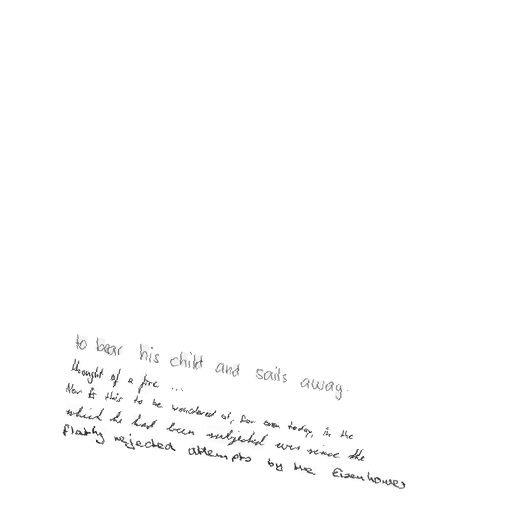 to bear his child and sails away.
thought of a fire ...
Nor is this to be wondered at, for even today, in the
which he had been subjected ever since the
flatly rejected attempts by the Eisenhower